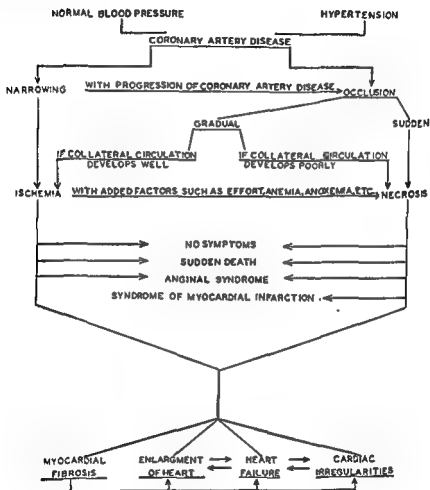 NORMAL BLOOD PRESSURE
HYPERTENSION
CORONARY ARTERY DISEASE
NARROWING
WITH PROGRESSION OF CORONARY ARTERY DISEASE
OCCLUSION
GRADUAL
SUDDEN
IF COLLATERAL CIRCULATION
DEVELOPS WELL
IF COLLATERAL CIRCULATION
DEVELOPS POORLY
ISCHEMIA
WITH ADDED FACTORS SUCH AS EFFORT, ANEMIA, ANOXEMIA, ETC.
NECROSIS
NO SYMPTOMS
SUDDEN DEATH
ANGINAL SYNDROME
SYNDROME OF MYOCARDIAL INFARCTION
MYOCARDIAL
FIBROSIS
ENLARGMENT
OF HEART
HEART
FAILURE
CARDIAC
IRREGULARITIES